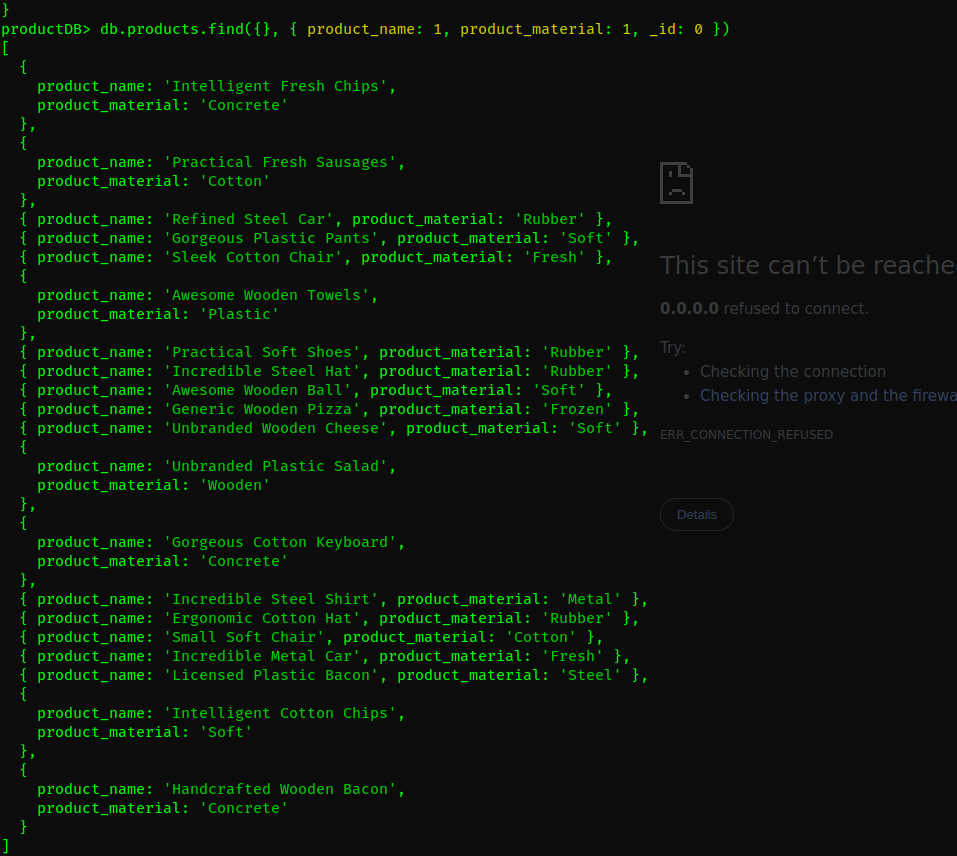 }
productDB> db.products.find({}, { product_name: 1, product_material: 1, _id: 0 })
[
  {
    product_name: 'Intelligent Fresh Chips',
    product_material: 'Concrete'
  },
  {
    product_name: 'Practical Fresh Sausages',
    product_material: 'Cotton'
  },
  { product_name: 'Refined Steel Car', product_material: 'Rubber' },
  { product_name: 'Gorgeous Plastic Pants', product_material: 'Soft' },
  { product_name: 'Sleek Cotton Chair', product_material: 'Fresh' },
  {
    product_name: 'Awesome Wooden Towels',
    product_material: 'Plastic'
  },
  { product_name: 'Practical Soft Shoes', product_material: 'Rubber' },
  { product_name: 'Incredible Steel Hat', product_material: 'Rubber' },
  { product_name: 'Awesome Wooden Ball', product_material: 'Soft' },
  { product_name: 'Generic Wooden Pizza', product_material: 'Frozen' },
  { product_name: 'Unbranded Wooden Cheese', product_material: 'Soft' },
  {
    product_name: 'Unbranded Plastic Salad',
    product_material: 'Wooden'
  },
  {
    product_name: 'Gorgeous Cotton Keyboard',
    product_material: 'Concrete'
  },
  { product_name: 'Incredible Steel Shirt', product_material: 'Metal' },
  { product_name: 'Ergonomic Cotton Hat', product_material: 'Rubber' },
  { product_name: 'Small Soft Chair', product_material: 'Cotton' },
  { product_name: 'Incredible Metal Car', product_material: 'Fresh' },
  { product_name: 'Licensed Plastic Bacon', product_material: 'Steel' },
  {
    product_name: 'Intelligent Cotton Chips',
    product_material: 'Soft'
  },
  {
    product_name: 'Handcrafted Wooden Bacon',
    product_material: 'Concrete'
  }
]
This site can’t be reache
0.0.0.0 refused to connect.
Try:
• Checking the connection
• Checking the proxy and the firewa
ERR_CONNECTION_REFUSED
Details